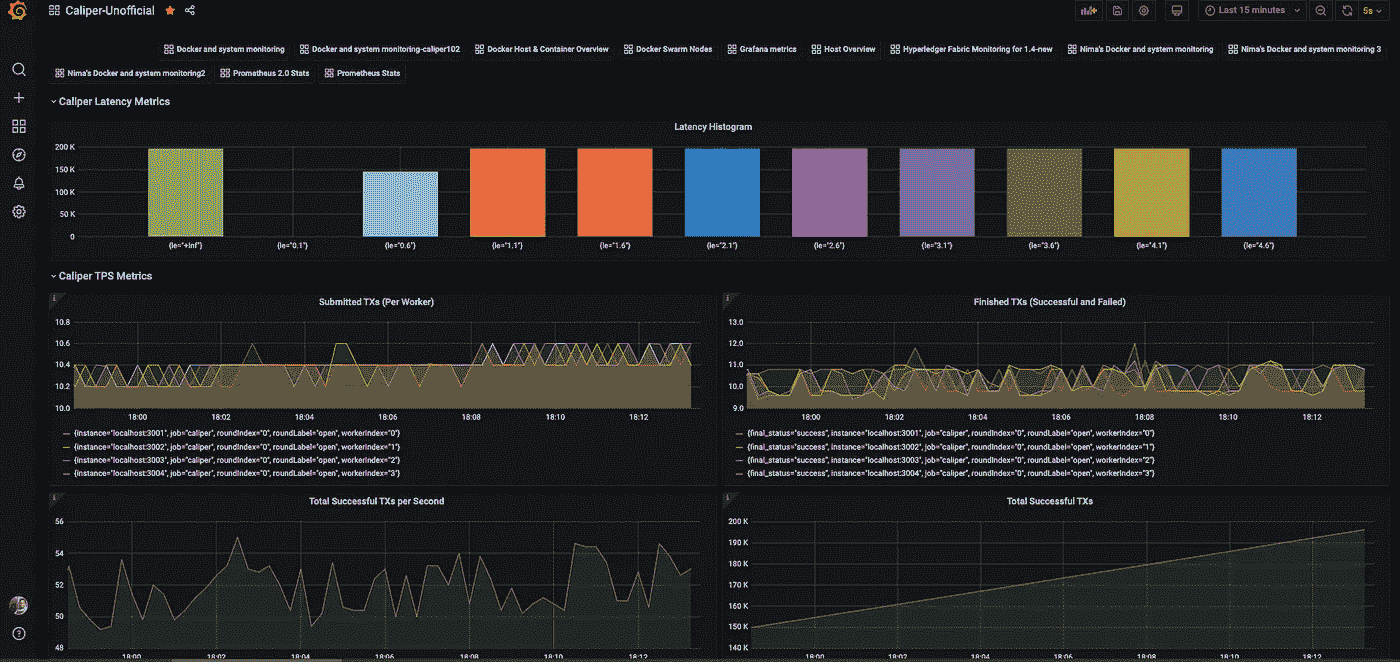 Caliper-Unofficial
Last 15 minutes
5s
Docker and system monitoring Docker and system monitoring-caliper102 Docker Host & Container Overview Docker Swarm Nodes Grafana metrics Host Overview Hyperledger Fabric Monitoring for 1.4-new Nima's Docker and system monitoring Nima's Docker and system monitoring 3
Nima's Docker and system monitoring2 Prometheus 2.0 Stats Prometheus Stats
Caliper Latency Metrics
Latency Histogram
200 K
150 K
100 K
50 K
0
{le="+Inf"} {le="0.1"} {le="0.6"} {le="1.1"} {le="1.6"} {le="2.1"} {le="2.6"} {le="3.1"} {le="3.6"} {le="4.1"} {le="4.6"}
Caliper TPS Metrics
Submitted TXs (Per Worker)
10.8
10.6
10.4
10.2
10.0
18:00 18:02 18:04 18:06 18:08 18:10 18:12
{instance="localhost:3001", job="caliper", roundIndex="0", roundLabel="open", workerIndex="0"}
{instance="localhost:3002", job="caliper", roundIndex="0", roundLabel="open", workerIndex="1"}
{instance="localhost:3003", job="caliper", roundIndex="0", roundLabel="open", workerIndex="2"}
{instance="localhost:3004", job="caliper", roundIndex="0", roundLabel="open", workerIndex="3"}
Finished TXs (Successful and Failed)
13.0
12.0
11.0
10.0
9.0
18:00 18:02 18:04 18:06 18:08 18:10 18:12
{final_status="success", instance="localhost:3001", job="caliper", roundIndex="0", roundLabel="open", workerIndex="0"}
{final_status="success", instance="localhost:3002", job="caliper", roundIndex="0", roundLabel="open", workerIndex="1"}
{final_status="success", instance="localhost:3003", job="caliper", roundIndex="0", roundLabel="open", workerIndex="2"}
{final_status="success", instance="localhost:3004", job="caliper", roundIndex="0", roundLabel="open", workerIndex="3"}
Total Successful TXs per Second
56
54
52
50
48
18:00 18:02 18:04 18:06 18:08 18:10 18:12
Total Successful TXs
200 K
190 K
180 K
170 K
160 K
150 K
140 K
18:00 18:02 18:04 18:06 18:08 18:10 18:12